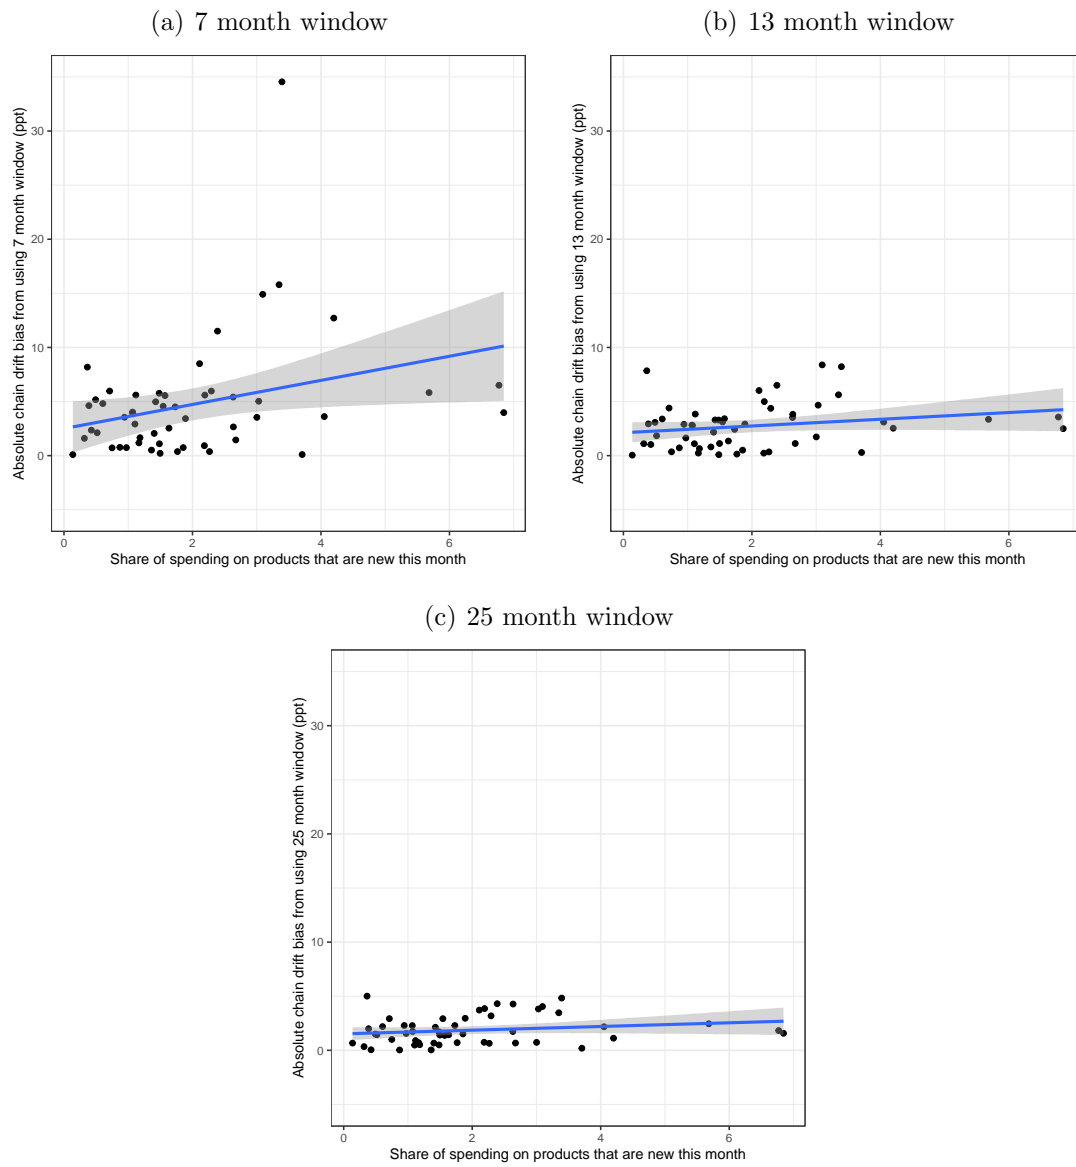 (a) 7 month window
Absolute chain drift bias from using 7 month window (ppt)
30
20
10
0
0 2 4 6
Share of spending on products that are new this month
(b) 13 month window
Absolute chain drift bias from using 13 month window (ppt)
30
20
10
0
0 2 4 6
Share of spending on products that are new this month
(c) 25 month window
Absolute chain drift bias from using 25 month window (ppt)
30
20
10
0
0 2 4 6
Share of spending on products that are new this month